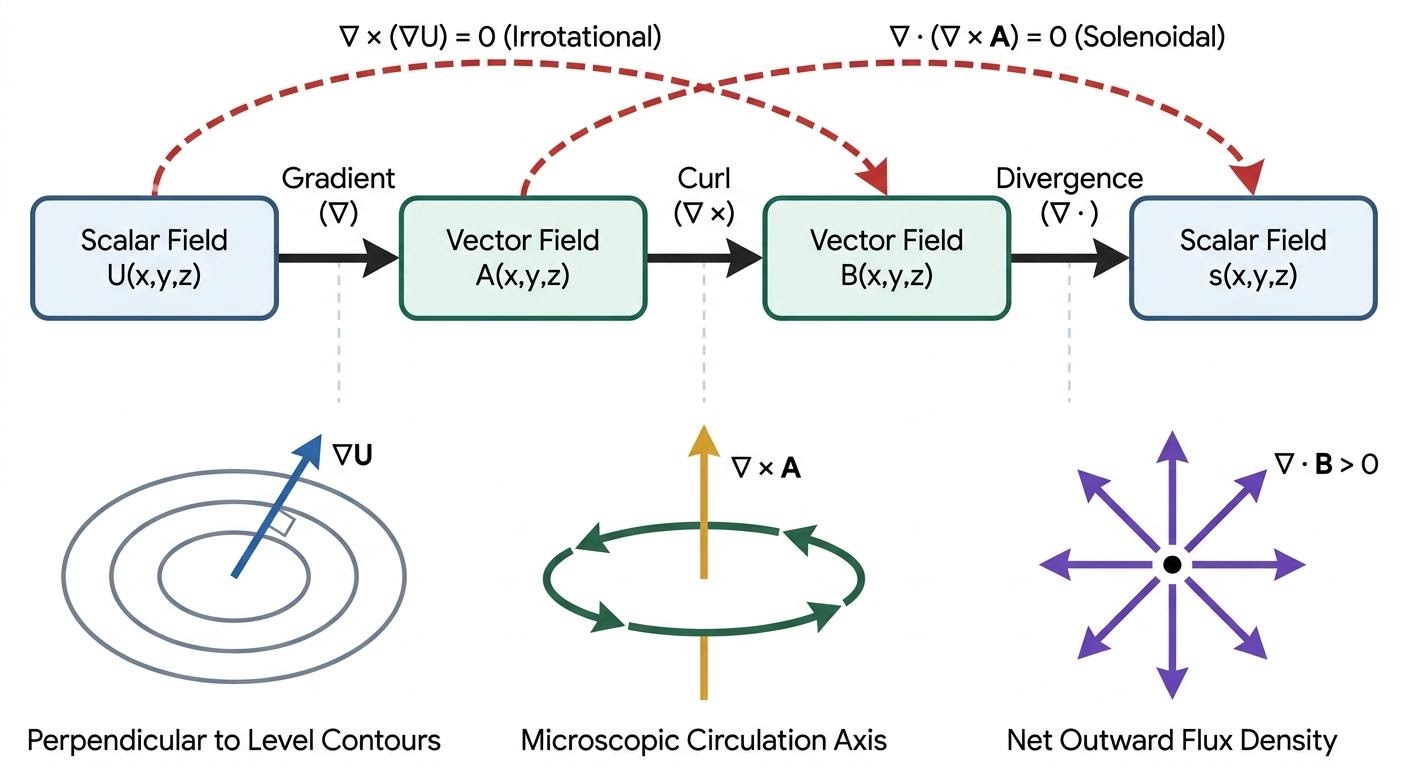 ∇ × (∇U) = 0 (Irrotational)
∇ · (∇ × A) = 0 (Solenoidal)
Gradient
(∇)
Curl
(∇ ×)
Divergence
(∇ · )
Scalar Field
U(x,y,z)
Vector Field
A(x,y,z)
Vector Field
B(x,y,z)
Scalar Field
s(x,y,z)
∇U
∇ × A
∇ · B > 0
Perpendicular to Level Contours
Microscopic Circulation Axis
Net Outward Flux Density